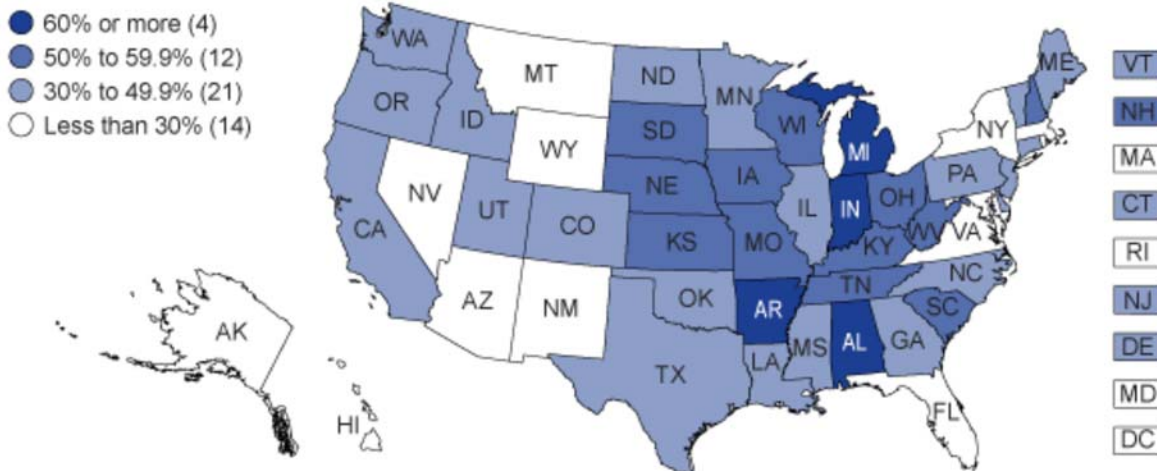 60% or more (4)
50% to 59.9% (12)
30% to 49.9% (21)
Less than 30% (14)
WA
MT
ND
MN
ME
VT
OR
ID
SD
WI
MI
NY
NH
WY
MA
NV
NE
IA
PA
CA
UT
CO
IL
IN
OH
CT
KS
MO
KY
WV
VA
RI
AZ
NM
OK
AR
TN
NC
NJ
AK
TX
LA
MS
AL
GA
SC
DE
HI
FL
MD
DC